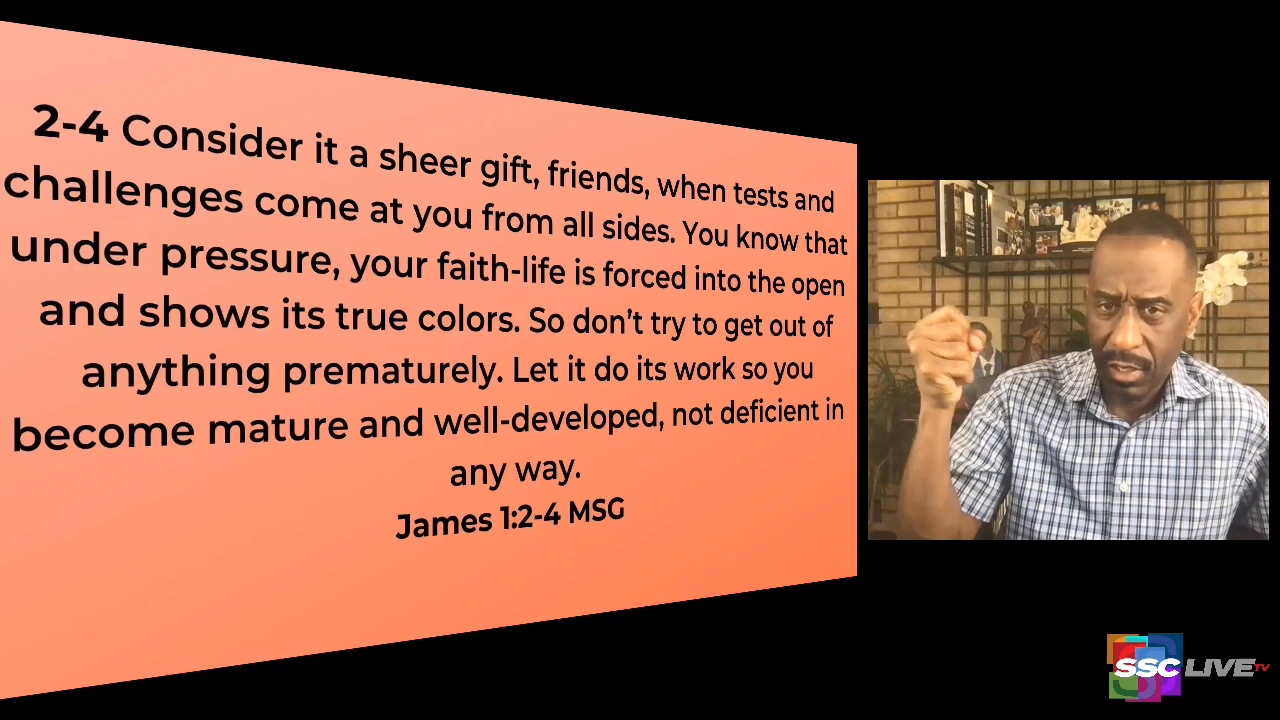 2-4 Consider it a sheer gift, friends, when tests and
challenges come at you from all sides. You know that
under pressure, your faith-life is forced into the open
and shows its true colors. So don't try to get out of
anything prematurely. Let it do its work so you
become mature and well-developed, not deficient in
any way.
James 1:2-4 MSG
SSC LIVE TV